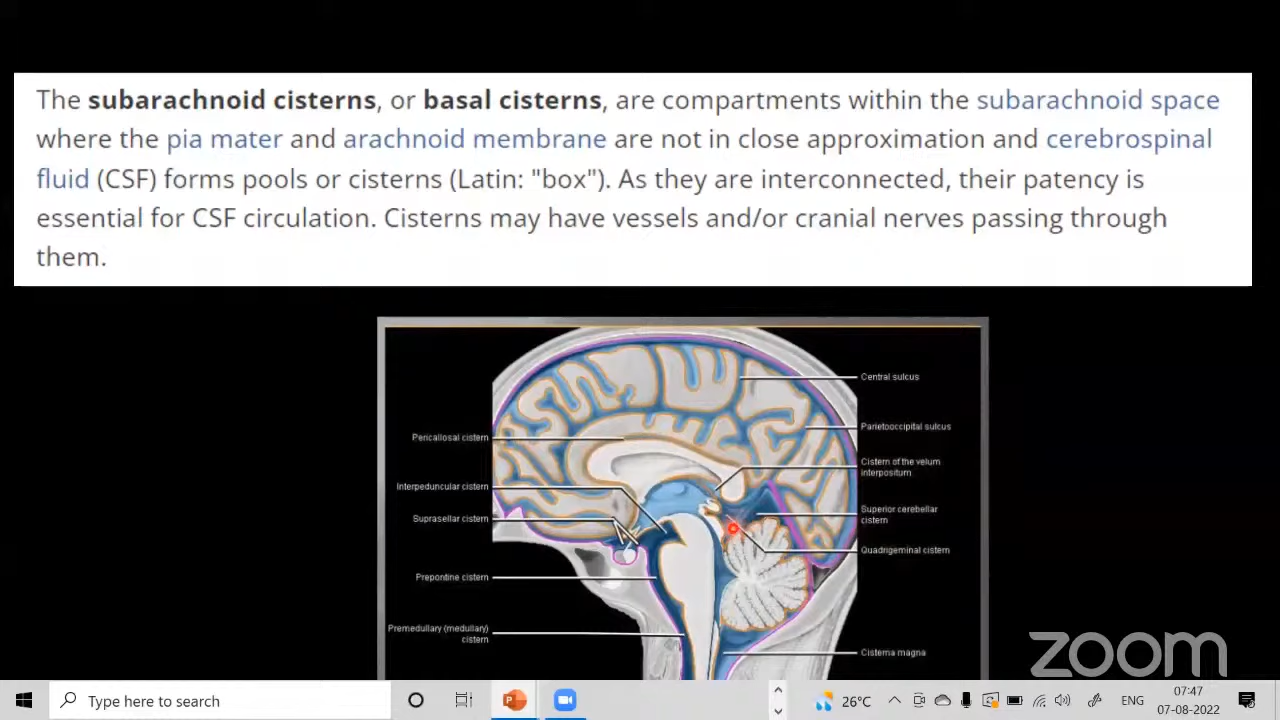 The subarachnoid cisterns, or basal cisterns, are compartments within the subarachnoid space
where the pia mater and arachnoid membrane are not in close approximation and cerebrospinal
fluid (CSF) forms pools or cisterns (Latin: "box"). As they are interconnected, their patency is
essential for CSF circulation. Cisterns may have vessels and/or cranial nerves passing through
them.
Central sulcus
Parietooccipital sulcus
Pericallosal cistern
Cistern of the velum
interpositum
Interpeduncular cistern
Superior cerebellar
cistern
Suprasellar cistern
Quadrigeminal cistern
Prepontine cistern
Premedullary (medullary)
cistern
Cisterna magna
zoom
Type here to search
26°C
ENG
07:47
07-08-2022